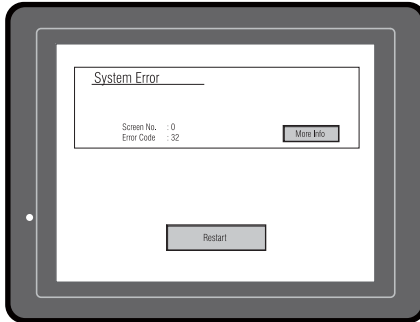 System Error
Screen No. : 0
Error Code : 32
More Info
Restart